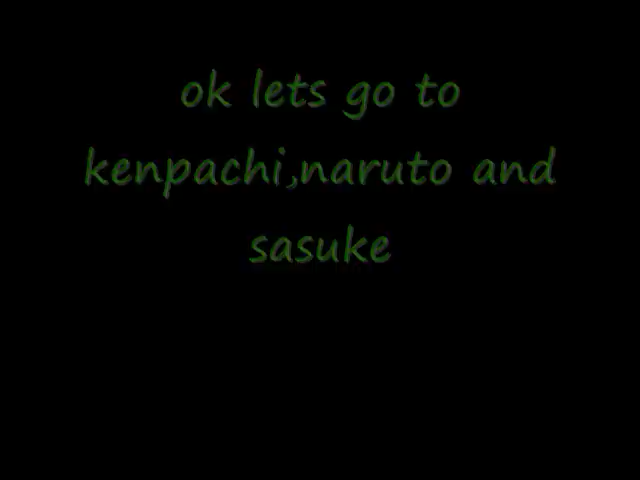 ok lets go to
kenpachi,naruto and
sasuke